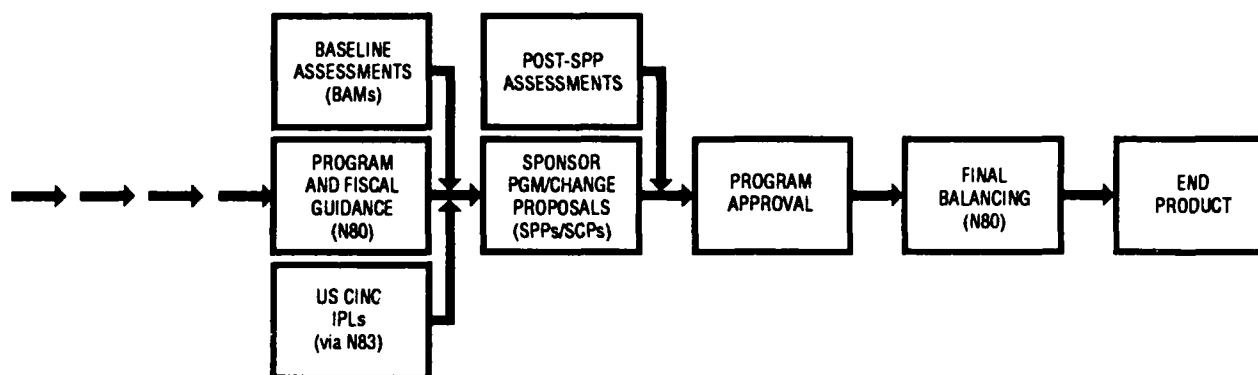 BASELINE
ASSESSMENTS
(BAMs)
POST-SPP
ASSESSMENTS
PROGRAM
AND FISCAL
GUIDANCE
(N80)
SPONSOR
PGM/CHANGE
PROPOSALS
(SPPs/SCPs)
PROGRAM
APPROVAL
FINAL
BALANCING
(N80)
END
PRODUCT
US CINC
IPLs
(via N83)